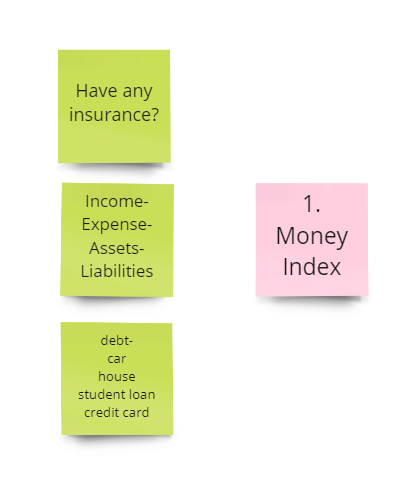 Have any
insurance?
Income-
Expense-
Assets-
Liabilities
debt-
car
house
student loan
credit card
1.
Money
Index